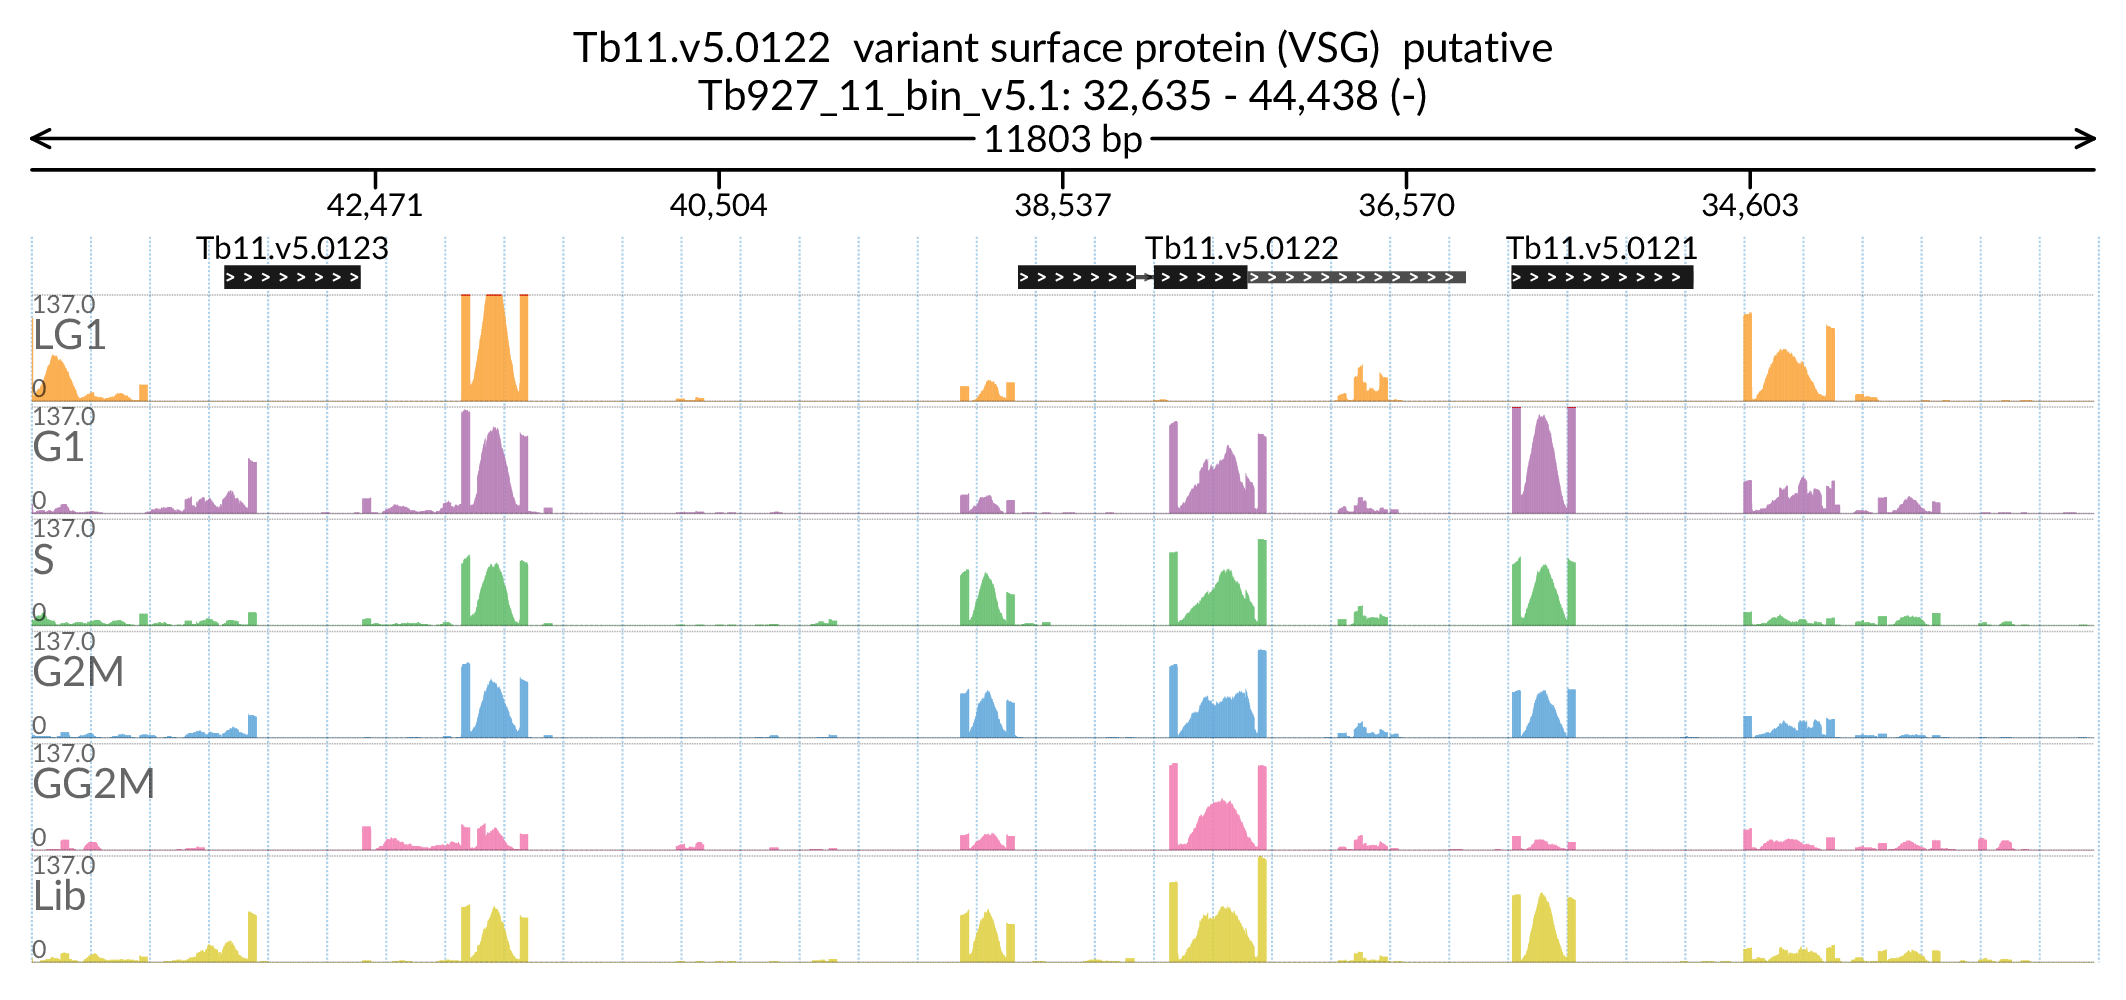 Tb11.v5.0122 variant surface protein (VSG) putative
Tb927_11_bin_v5.1: 32,635 - 44,438 (-)
11803 bp
42,471 40,504 38,537 36,570 34,603
Tb11.v5.0123 Tb11.v5.0122 Tb11.v5.0121
137.0
LG1
0
137.0
G1
0
137.0
S
0
137.0
G2M
0
137.0
GG2M
0
137.0
Lib
0